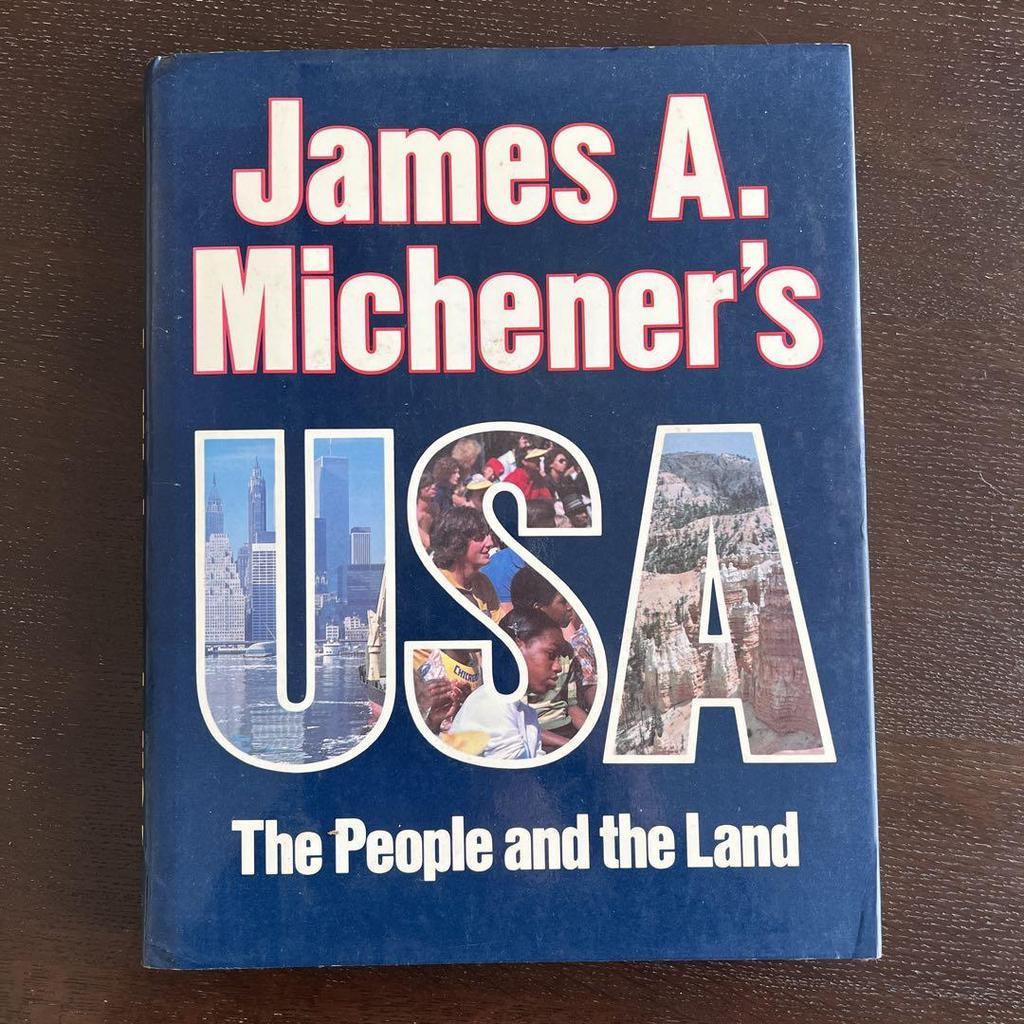 James A.
Michener's
USA
The People and the Land